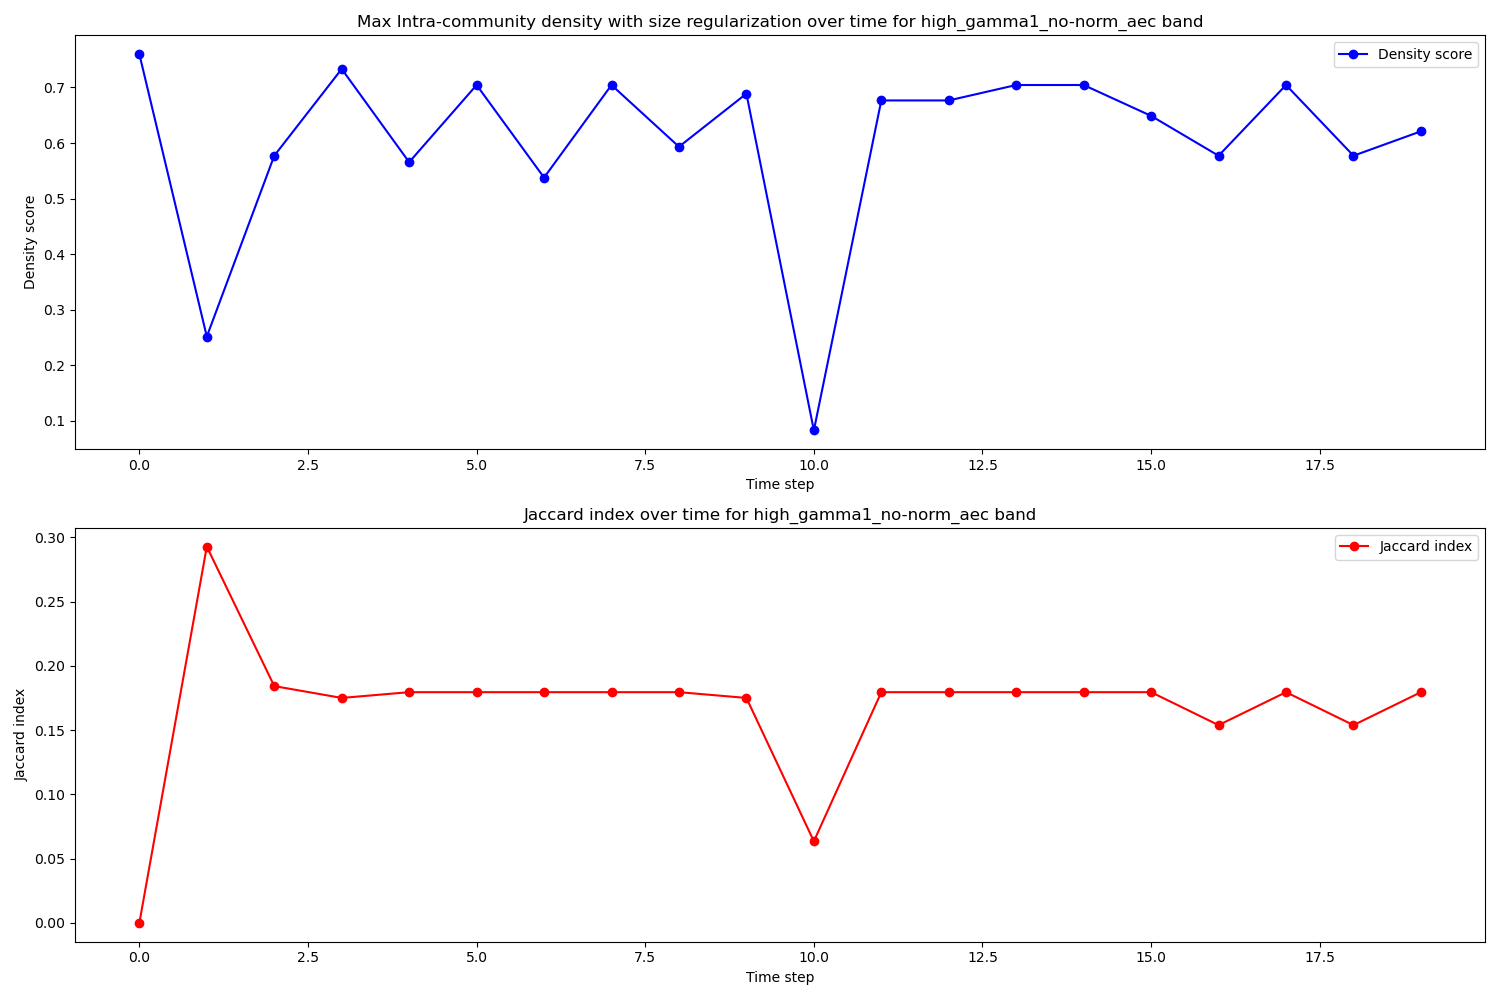 Max Intra-community density with size regularization over time for high_gamma1_no-norm_aec band
Density score
0.7
0.6
0.5
0.4
0.3
0.2
0.1
Density score
0.0 2.5 5.0 7.5 10.0 12.5 15.0 17.5
Time step
Jaccard index over time for high_gamma1_no-norm_aec band
Jaccard index
0.30
0.25
0.20
0.15
0.10
0.05
0.00
Jaccard index
0.0 2.5 5.0 7.5 10.0 12.5 15.0 17.5
Time step